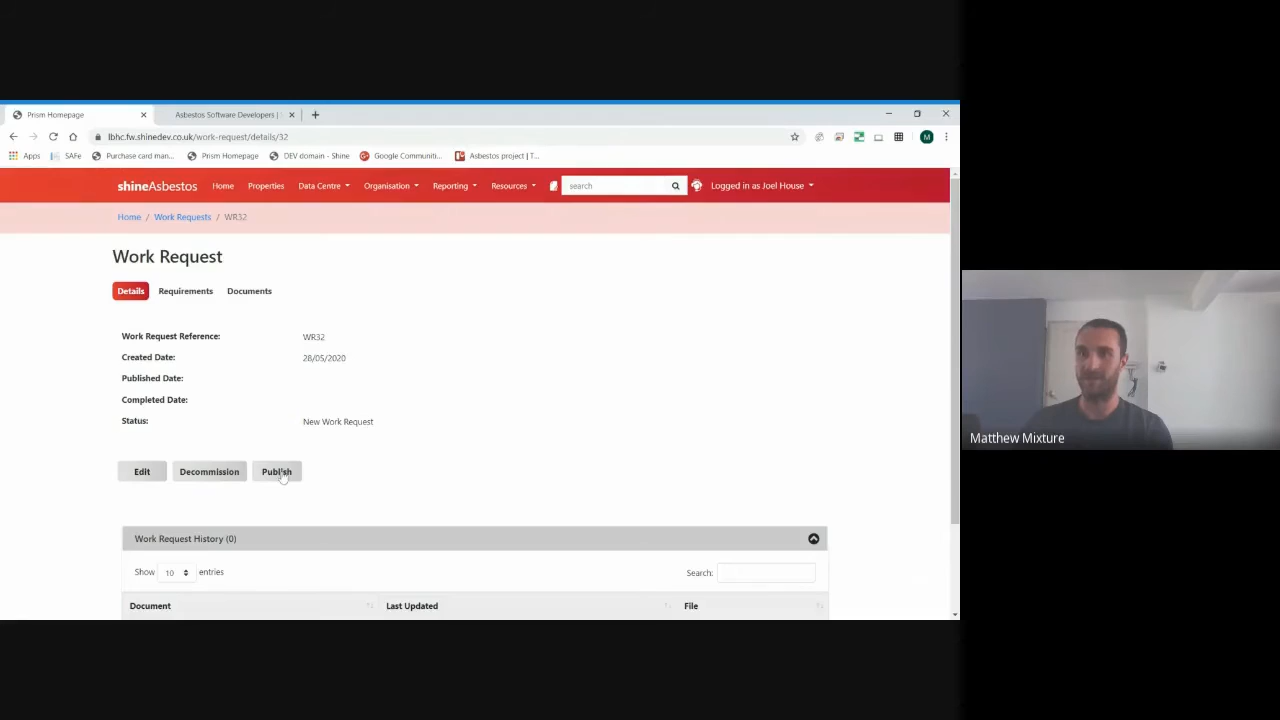 Prism Homepage
Asbestos Software Developers |
lbhc.fw.shinedev.co.uk/work-request/details/32
M
Apps SAFe Purchase card man... Prism Homepage DEV domain - Shine Google Communiti... Asbestos project | T...
shineAsbestos Home Properties Data Centre Organisation Reporting Resources search Logged in as Joel House
Home / Work Requests / WR32
Work Request
Details Requirements Documents
Work Request Reference: WR32
Created Date: 28/05/2020
Published Date:
Completed Date:
Status: New Work Request
Edit Decommission Publish
Work Request History (0)
Show 10 entries Search:
Document Last Updated File
Matthew Mixture